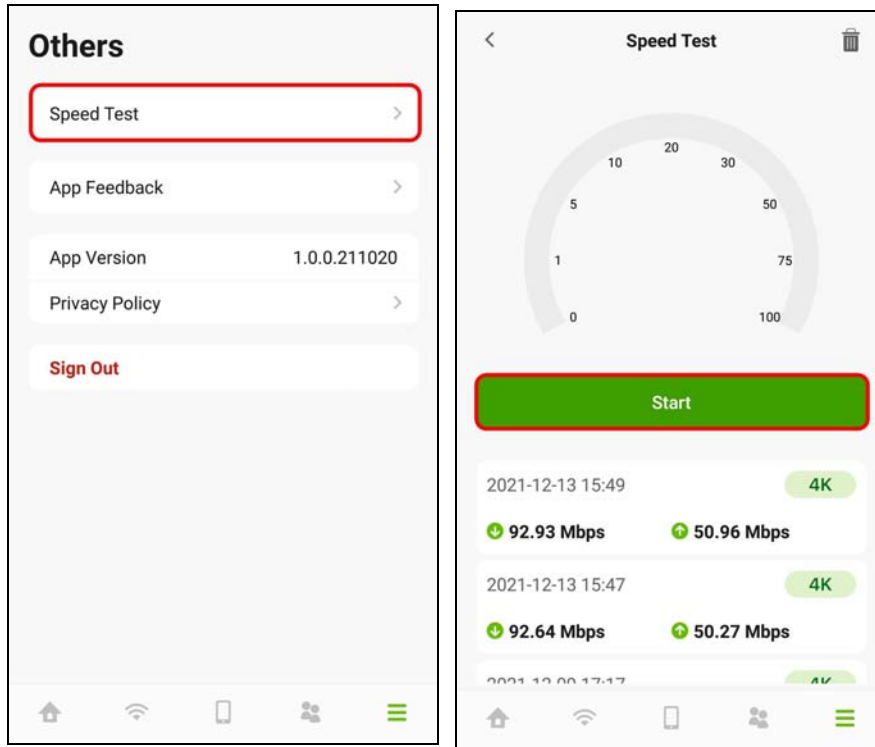 Others
Speed Test
App Feedback
App Version 1.0.0.211020
Privacy Policy
Sign Out
Speed Test
20
10 30
5 50
1 75
0 100
Start
2021-12-13 15:49 4K
92.93 Mbps 50.96 Mbps
2021-12-13 15:47 4K
92.64 Mbps 50.27 Mbps